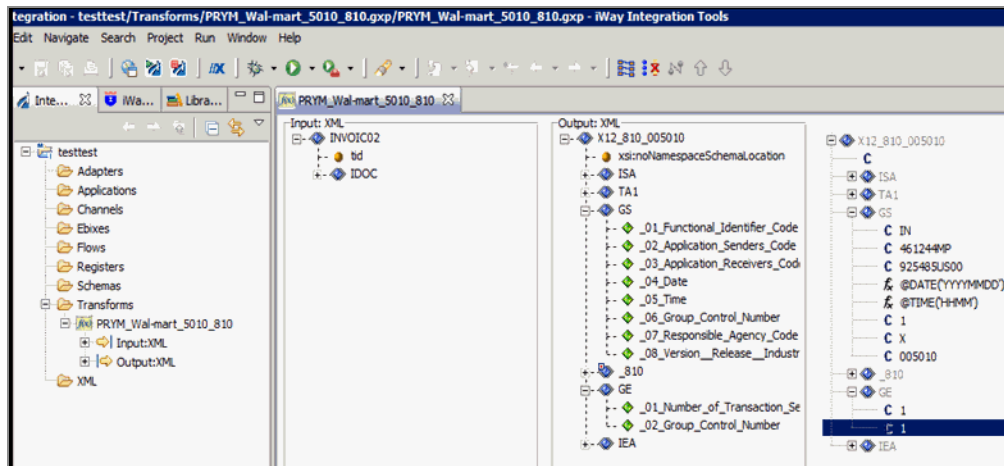 tegration - testtest/Transforms/PRYM_Wal-mart_5010_810.gxp/PRYM_Wal-mart_5010_810.gxp - iWay Integration Tools
Edit Navigate Search Project Run Window Help
Inte... iWa... Libra...
PRYM_Wal-mart_5010_810
testtest
Adapters
Applications
Channels
Ebixes
Flows
Registers
Schemas
Transforms
PRYM_Wal-mart_5010_810
Input:XML
Output:XML
XML
Input: XML
INVOIC02
tid
IDOC
Output: XML
X12_810_005010
xsi:noNamespaceSchemaLocation
ISA
TA1
GS
_01_Functional_Identifier_Code
_02_Application_Senders_Code
_03_Application_Receivers_Code
_04_Date
_05_Time
_06_Group_Control_Number
_07_Responsible_Agency_Code
_08_Version__Release__Industr
_810
GE
_01_Number_of_Transaction_Se
_02_Group_Control_Number
IEA
X12_810_005010
C
ISA
TA1
GS
C IN
C 461244MP
C 925485US00
fx @DATE('YYYYMMDD')
fx @TIME('HHMM')
C 1
C X
C 005010
_810
GE
C 1
C 1
IEA